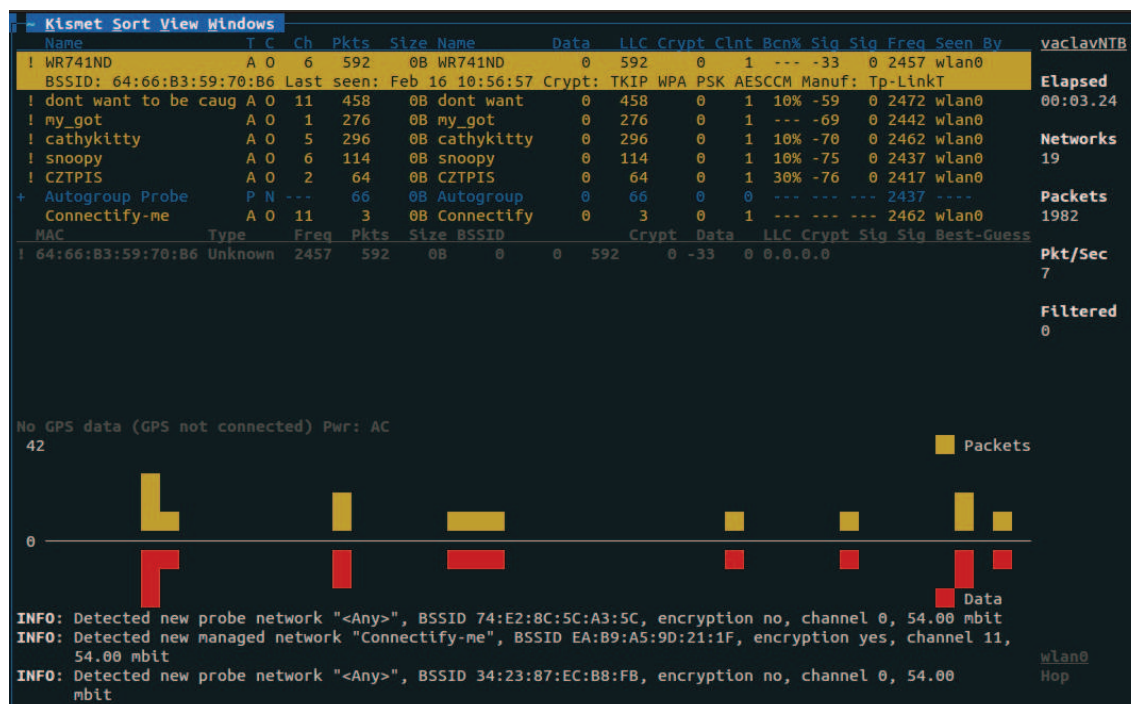 ~ Kismet Sort View Windows
Name T C Ch Pkts Size Name Data LLC Crypt Clnt Bcn% Sig Sig Freq Seen By vaclavNTB
! WR741ND A O 6 592 0B WR741ND 0 592 0 1 --- -33 0 2457 wlan0
BSSID: 64:66:B3:59:70:B6 Last seen: Feb 16 10:56:57 Crypt: TKIP WPA PSK AESCCM Manuf: Tp-LinkT Elapsed
! dont want to be caug A O 11 458 0B dont want 0 458 0 1 10% -59 0 2472 wlan0 00:03.24
! my_got A O 1 276 0B my_got 0 276 0 1 --- -69 0 2442 wlan0
! cathykitty A O 5 296 0B cathykitty 0 296 0 1 10% -70 0 2462 wlan0 Networks
! snoopy A O 6 114 0B snoopy 0 114 0 1 10% -75 0 2437 wlan0 19
! CZTPIS A O 2 64 0B CZTPIS 0 64 0 1 30% -76 0 2417 wlan0
+ Autogroup Probe P N --- 66 0B Autogroup 0 66 0 0 --- --- --- 2437 ---- Packets
Connectify-me A O 11 3 0B Connectify 0 3 0 1 --- --- --- 2462 wlan0 1982
MAC Type Freq Pkts Size BSSID Crypt Data LLC Crypt Sig Sig Best-Guess
! 64:66:B3:59:70:B6 Unknown 2457 592 0B 0 0 592 0 -33 0 0.0.0.0 Pkt/Sec
7
Filtered
0
No GPS data (GPS not connected) Pwr: AC
42 Packets
0
Data
INFO: Detected new probe network "<Any>", BSSID 74:E2:8C:5C:A3:5C, encryption no, channel 0, 54.00 mbit
INFO: Detected new managed network "Connectify-me", BSSID EA:B9:A5:9D:21:1F, encryption yes, channel 11,
54.00 mbit wlan0
INFO: Detected new probe network "<Any>", BSSID 34:23:87:EC:B8:FB, encryption no, channel 0, 54.00 Hop
mbit